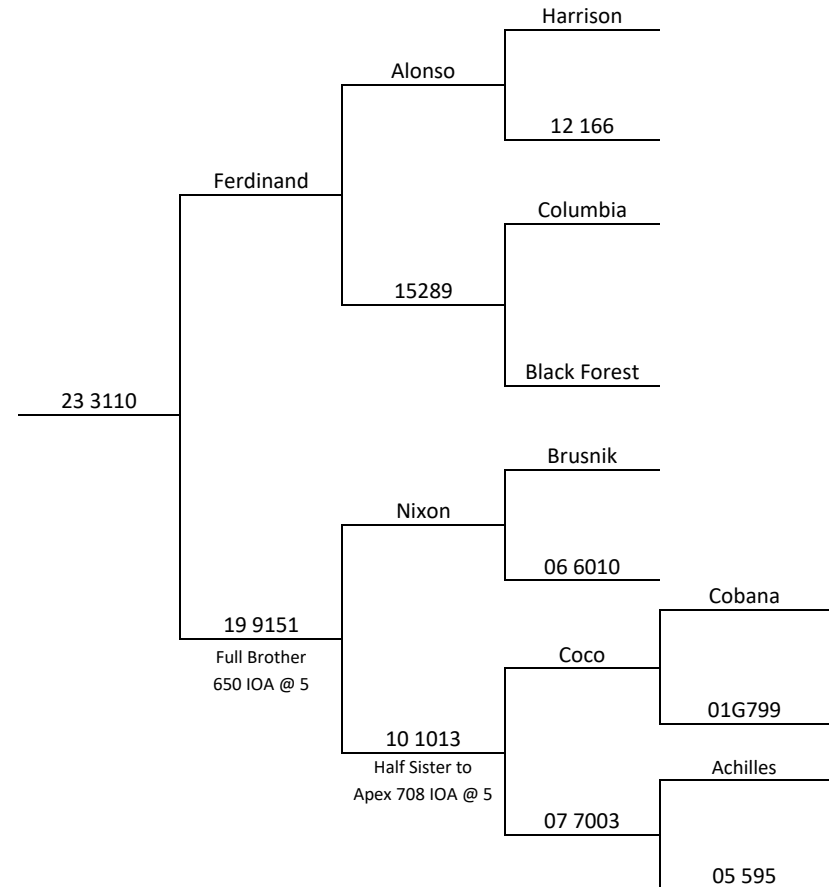 Harrison
Alonso
12 166
Ferdinand
Columbia
15289
Black Forest
23 3110
Brusnik
Nixon
06 6010
Cobana
19 9151
Full Brother
650 IOA @ 5
Coco
01G799
10 1013
Half Sister to
Apex 708 IOA @ 5
Achilles
07 7003
05 595